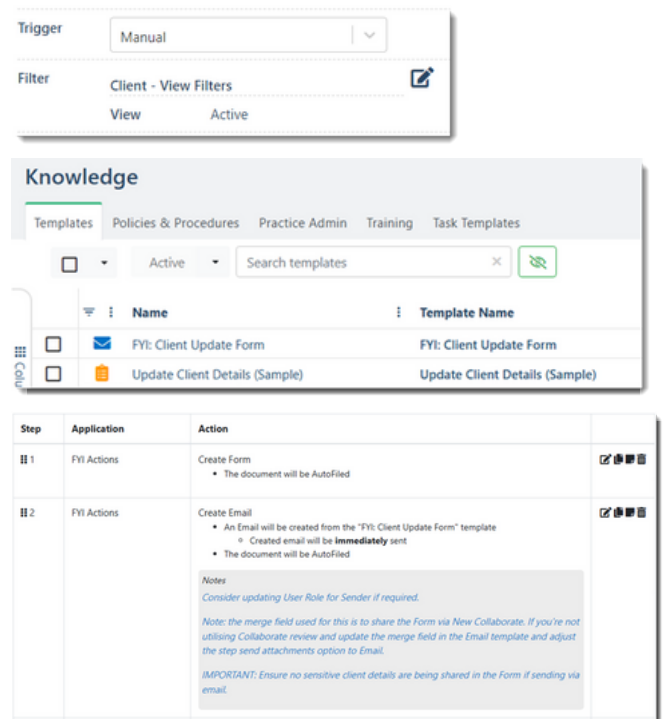 Trigger
Manual
Filter
Client - View Filters
View Active
Knowledge
Templates Policies & Procedures Practice Admin Training Task Templates
Active Search templates
Name Template Name
Colu
FYI: Client Update Form FYI: Client Update Form
Update Client Details (Sample) Update Client Details (Sample)
Step Application Action
1 FYI Actions Create Form
The document will be AutoFiled
2 FYI Actions Create Email
An Email will be created from the "FYI: Client Update Form" template
Created email will be immediately sent
The document will be AutoFiled
Notes
Consider updating User Role for Sender if required.
Note: the merge field used for this is to share the Form via New Collaborate. If you're not
utilising Collaborate review and update the merge field in the Email template and adjust
the step send attachments option to Email.
IMPORTANT: Ensure no sensitive client details are being shared in the Form if sending via
email.